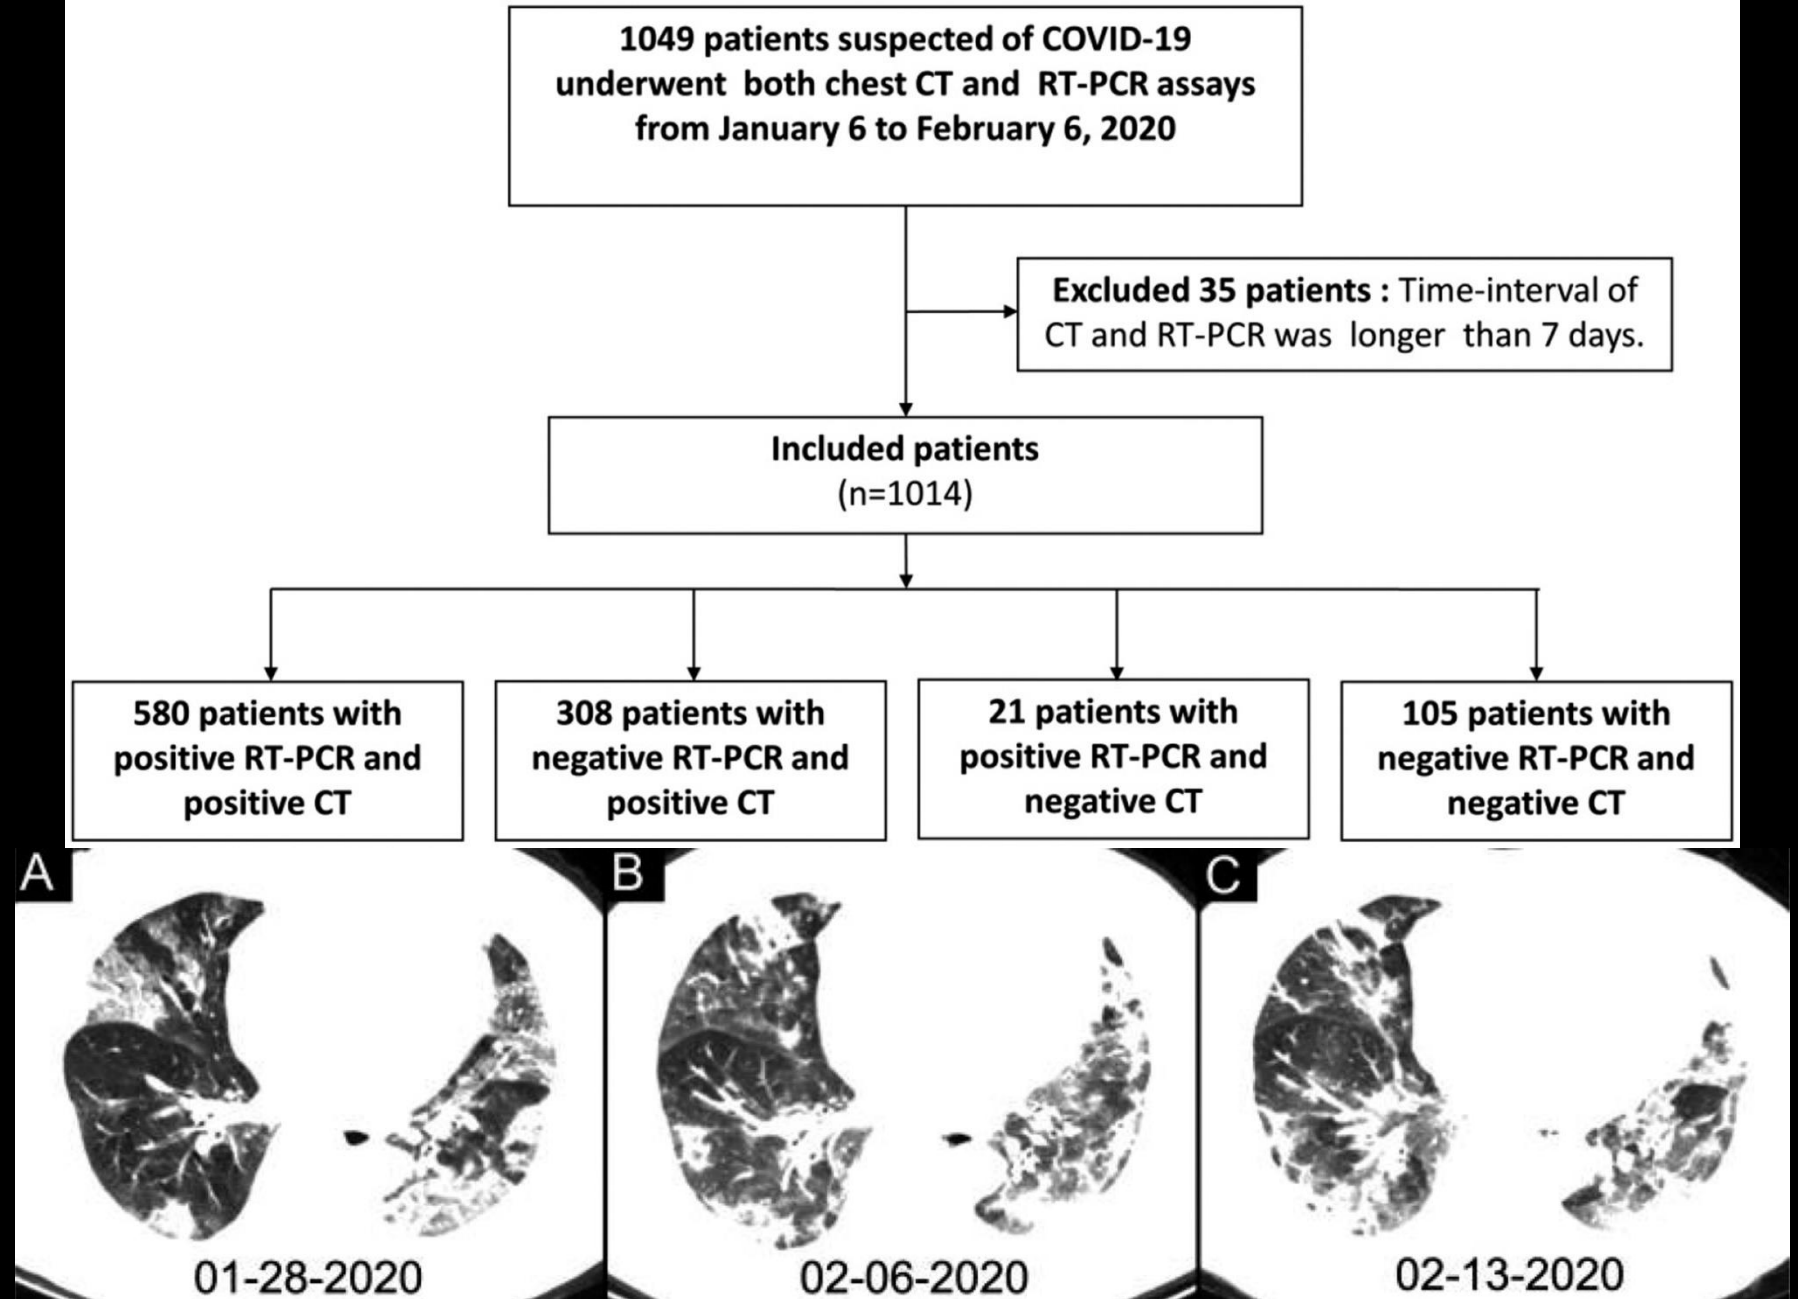 1049 patients suspected of COVID-19
underwent both chest CT and RT-PCR assays
from January 6 to February 6, 2020
Excluded 35 patients : Time-interval of
CT and RT-PCR was longer than 7 days.
Included patients
(n=1014)
580 patients with
positive RT-PCR and
positive CT
308 patients with
negative RT-PCR and
positive CT
21 patients with
positive RT-PCR and
negative CT
105 patients with
negative RT-PCR and
negative CT
A
B
C
01-28-2020
02-06-2020
02-13-2020